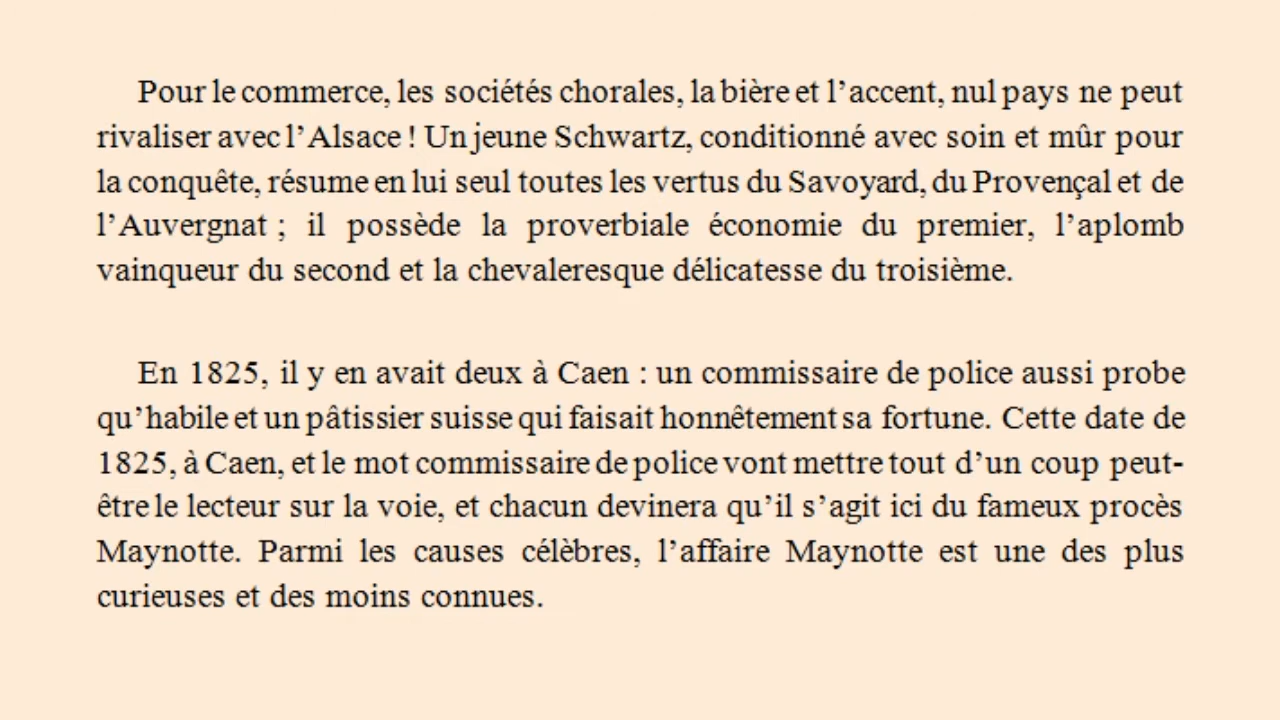 Pour le commerce, les sociétés chorales, la bière et l’accent, nul pays ne peut
rivaliser avec l’Alsace ! Un jeune Schwartz, conditionné avec soin et mûr pour
la conquête, résume en lui seul toutes les vertus du Savoyard, du Provençal et de
l’Auvergnat ; il possède la proverbiale économie du premier, l’aplomb
vainqueur du second et la chevaleresque délicatesse du troisième.
En 1825, il y en avait deux à Caen : un commissaire de police aussi probe
qu’habile et un pâtissier suisse qui faisait honnêtement sa fortune. Cette date de
1825, à Caen, et le mot commissaire de police vont mettre tout d’un coup peut-
être le lecteur sur la voie, et chacun devinera qu’il s’agit ici du fameux procès
Maynotte. Parmi les causes célèbres, l’affaire Maynotte est une des plus
curieuses et des moins connues.